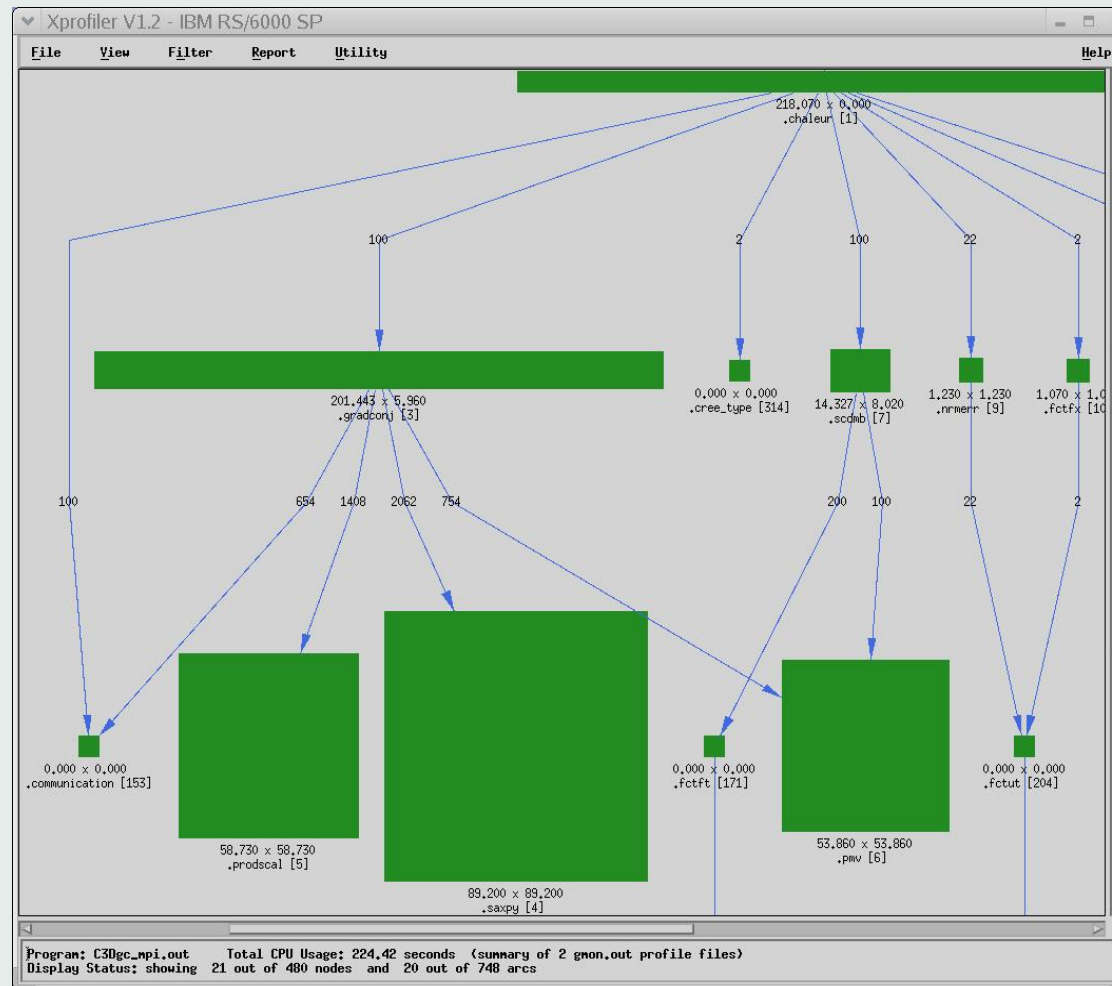 Xprofiler V1.2 - IBM RS/6000 SP
File View Filter Report Utility Help
218.070 x 0.000
.chaleur [1]
100 2 100 22 2
201.443 x 5.960
.gradconj [3]
0.000 x 0.000
.cree_type [314]
14.327 x 8.020
.scdmb [7]
1.230 x 1.230
.nrmerr [9]
1.070 x 1.0
.fctfx [10
100 654 1408 2062 754 200 100 22 2
0.000 x 0.000
.communication [153]
58.730 x 58.730
.prodscal [5]
89.200 x 89.200
.saxpy [4]
0.000 x 0.000
.fctft [171]
53.860 x 53.860
.pmv [6]
0.000 x 0.000
.fctut [204]
Program: C3Dgc_mpi.out Total CPU Usage: 224.42 seconds (summary of 2 gmon.out profile files)
Display Status: showing 21 out of 480 nodes and 20 out of 748 arcs